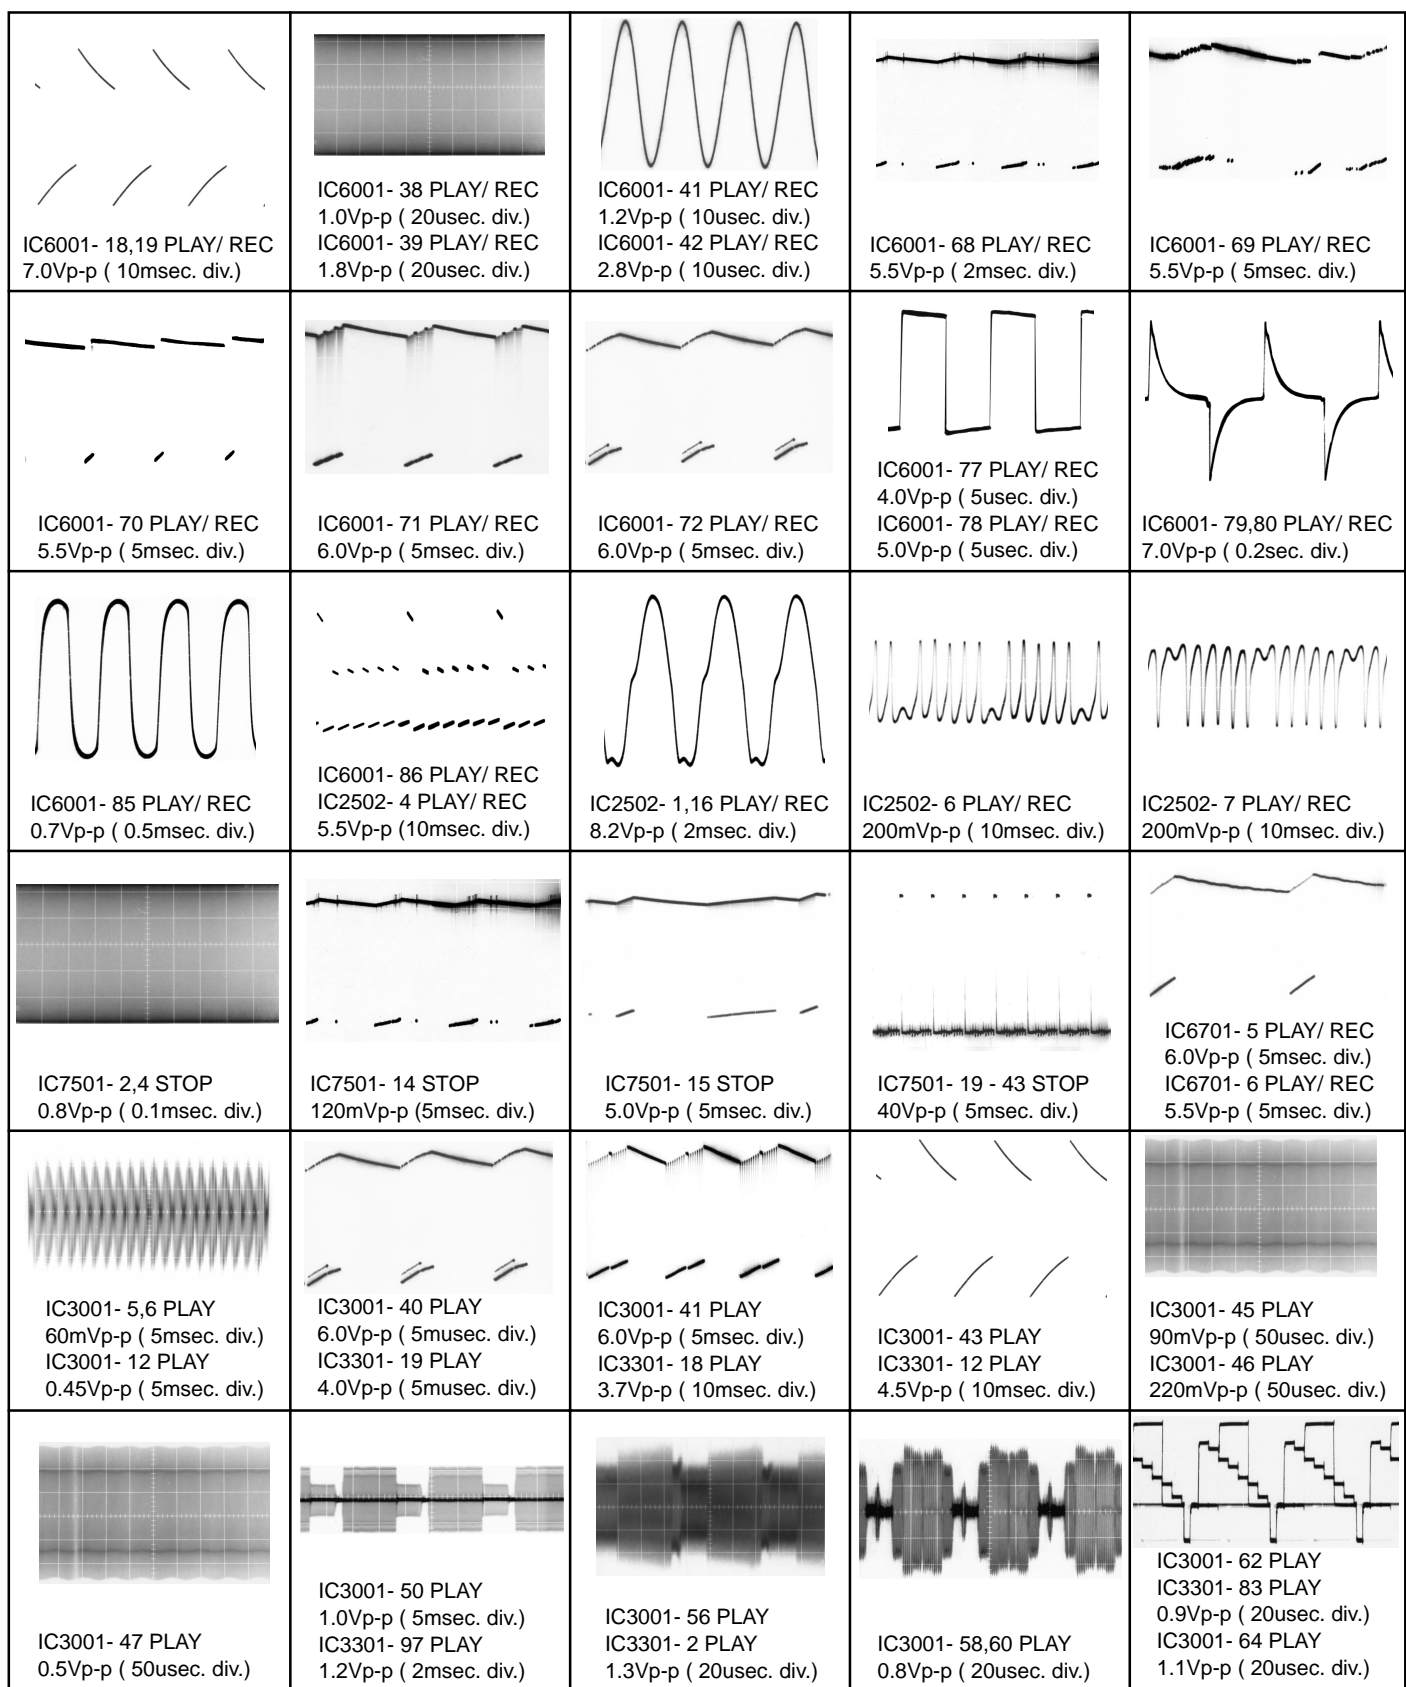 IC6001- 18,19 PLAY/ REC
7.0Vp-p ( 10msec. div.)
IC6001- 38 PLAY/ REC
1.0Vp-p ( 20usec. div.)
IC6001- 39 PLAY/ REC
1.8Vp-p ( 20usec. div.)
IC6001- 41 PLAY/ REC
1.2Vp-p ( 10usec. div.)
IC6001- 42 PLAY/ REC
2.8Vp-p ( 10usec. div.)
IC6001- 68 PLAY/ REC
5.5Vp-p ( 2msec. div.)
IC6001- 69 PLAY/ REC
5.5Vp-p ( 5msec. div.)
IC6001- 70 PLAY/ REC
5.5Vp-p ( 5msec. div.)
IC6001- 71 PLAY/ REC
6.0Vp-p ( 5msec. div.)
IC6001- 72 PLAY/ REC
6.0Vp-p ( 5msec. div.)
IC6001- 77 PLAY/ REC
4.0Vp-p ( 5usec. div.)
IC6001- 78 PLAY/ REC
5.0Vp-p ( 5usec. div.)
IC6001- 79,80 PLAY/ REC
7.0Vp-p ( 0.2sec. div.)
IC6001- 85 PLAY/ REC
0.7Vp-p ( 0.5msec. div.)
IC6001- 86 PLAY/ REC
IC2502- 4 PLAY/ REC
5.5Vp-p (10msec. div.)
IC2502- 1,16 PLAY/ REC
8.2Vp-p ( 2msec. div.)
IC2502- 6 PLAY/ REC
200mVp-p ( 10msec. div.)
IC2502- 7 PLAY/ REC
200mVp-p ( 10msec. div.)
IC7501- 2,4 STOP
0.8Vp-p ( 0.1msec. div.)
IC7501- 14 STOP
120mVp-p (5msec. div.)
IC7501- 15 STOP
5.0Vp-p ( 5msec. div.)
IC7501- 19 - 43 STOP
40Vp-p ( 5msec. div.)
IC6701- 5 PLAY/ REC
6.0Vp-p ( 5msec. div.)
IC6701- 6 PLAY/ REC
5.5Vp-p ( 5msec. div.)
IC3001- 5,6 PLAY
60mVp-p ( 5msec. div.)
IC3001- 12 PLAY
0.45Vp-p ( 5msec. div.)
IC3001- 40 PLAY
6.0Vp-p ( 5musec. div.)
IC3301- 19 PLAY
4.0Vp-p ( 5musec. div.)
IC3001- 41 PLAY
6.0Vp-p ( 5msec. div.)
IC3301- 18 PLAY
3.7Vp-p ( 10msec. div.)
IC3001- 43 PLAY
IC3301- 12 PLAY
4.5Vp-p ( 10msec. div.)
IC3001- 45 PLAY
90mVp-p ( 50usec. div.)
IC3001- 46 PLAY
220mVp-p ( 50usec. div.)
IC3001- 47 PLAY
0.5Vp-p ( 50usec. div.)
IC3001- 50 PLAY
1.0Vp-p ( 5msec. div.)
IC3301- 97 PLAY
1.2Vp-p ( 2msec. div.)
IC3001- 56 PLAY
IC3301- 2 PLAY
1.3Vp-p ( 20usec. div.)
IC3001- 58,60 PLAY
0.8Vp-p ( 20usec. div.)
IC3001- 62 PLAY
IC3301- 83 PLAY
0.9Vp-p ( 20usec. div.)
IC3001- 64 PLAY
1.1Vp-p ( 20usec. div.)